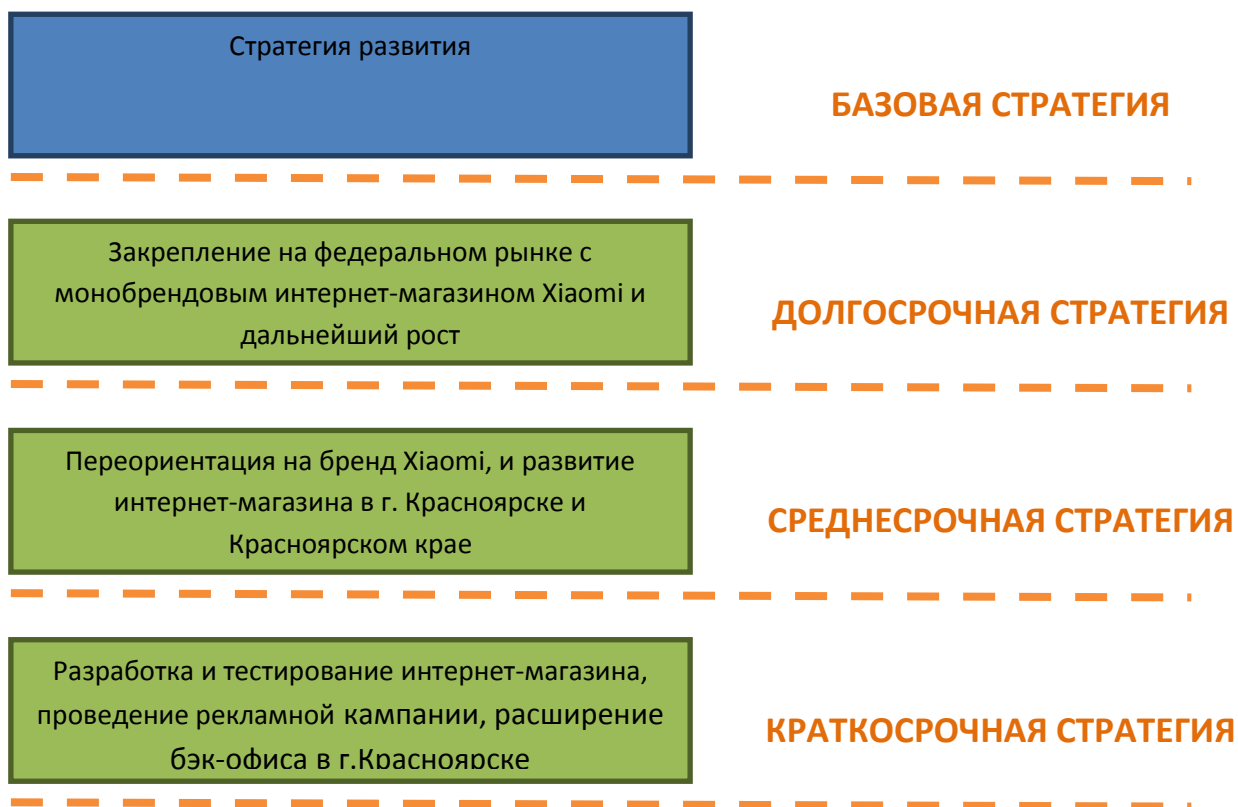 Стратегия развития
БАЗОВАЯ СТРАТЕГИЯ
Закрепление на федеральном рынке с
монобрендовым интернет-магазином Xiaomi и
дальнейший рост
ДОЛГОСРОЧНАЯ СТРАТЕГИЯ
Переориентация на бренд Xiaomi, и развитие
интернет-магазина в г. Красноярске и
Красноярском крае
СРЕДНЕСРОЧНАЯ СТРАТЕГИЯ
Разработка и тестирование интернет-магазина,
проведение рекламной кампании, расширение
бэк-офиса в г.Красноярске
КРАТКОСРОЧНАЯ СТРАТЕГИЯ